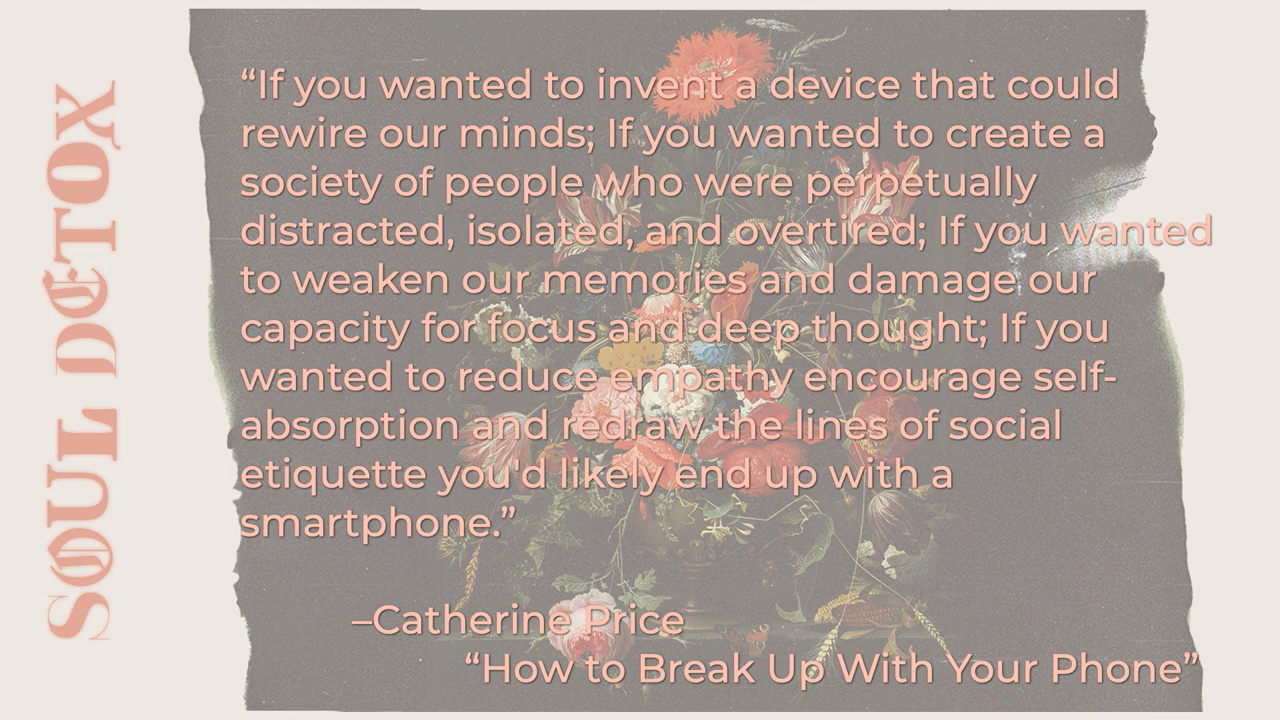 SOUL DETOX
“If you wanted to invent a device that could
rewire our minds; If you wanted to create a
society of people who were perpetually
distracted, isolated, and overtired; If you wanted
to weaken our memories and damage our
capacity for focus and deep thought; If you
wanted to reduce empathy encourage self-
absorption and redraw the lines of social
etiquette you'd likely end up with a
smartphone.”
–Catherine Price
“How to Break Up With Your Phone”